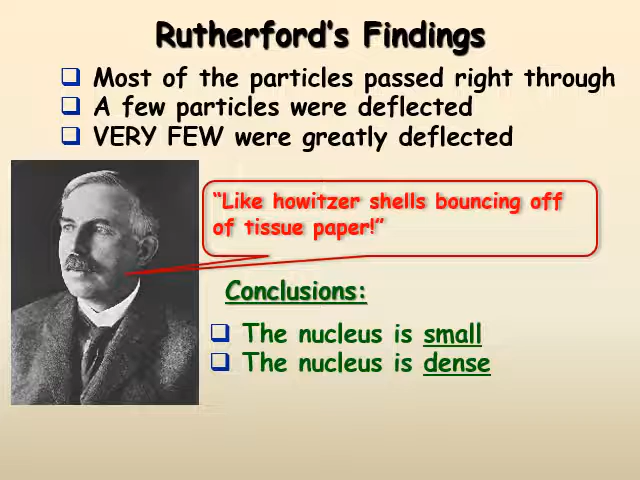 Rutherford's Findings
Most of the particles passed right through
A few particles were deflected
VERY FEW were greatly deflected
“Like howitzer shells bouncing off
of tissue paper!”
Conclusions:
The nucleus is small
The nucleus is dense